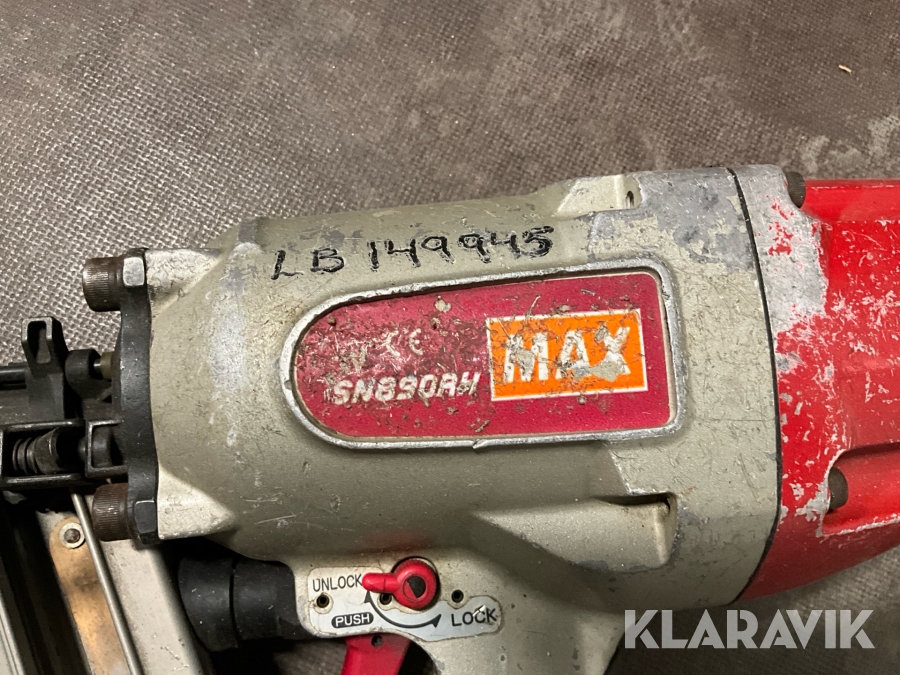 LB 149945
CE
SN890RH
MAX
UNLOCK
PUSH
LOCK
KLARAVIK